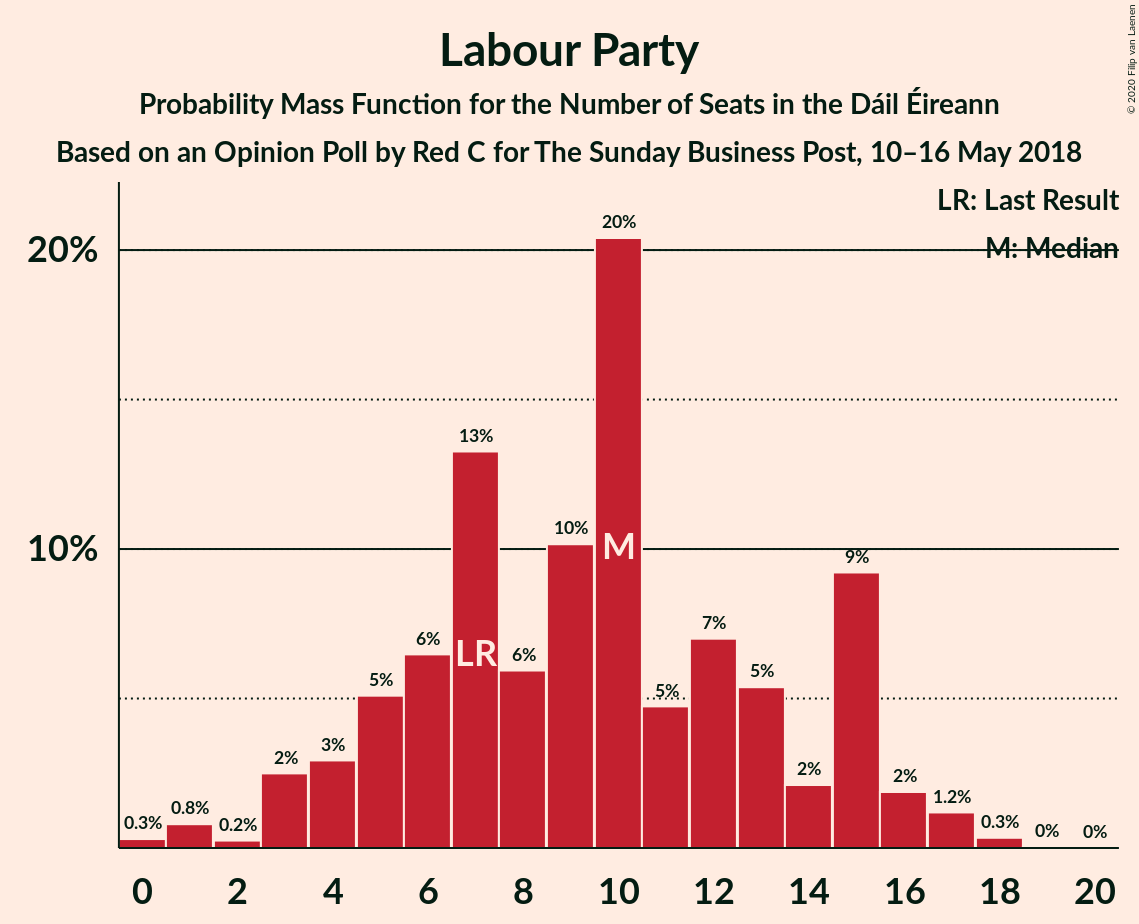 Labour Party
Probability Mass Function for the Number of Seats in the Dáil Éireann
Based on an Opinion Poll by Red C for The Sunday Business Post, 10–16 May 2018
© 2020 Filip van Laenen
LR: Last Result
M: Median
20%
10%
0.3%
0.8%
0.2%
2%
3%
5%
6%
13%
6%
10%
20%
5%
7%
5%
2%
9%
2%
1.2%
0.3%
0%
0%
LR
M
0 2 4 6 8 10 12 14 16 18 20